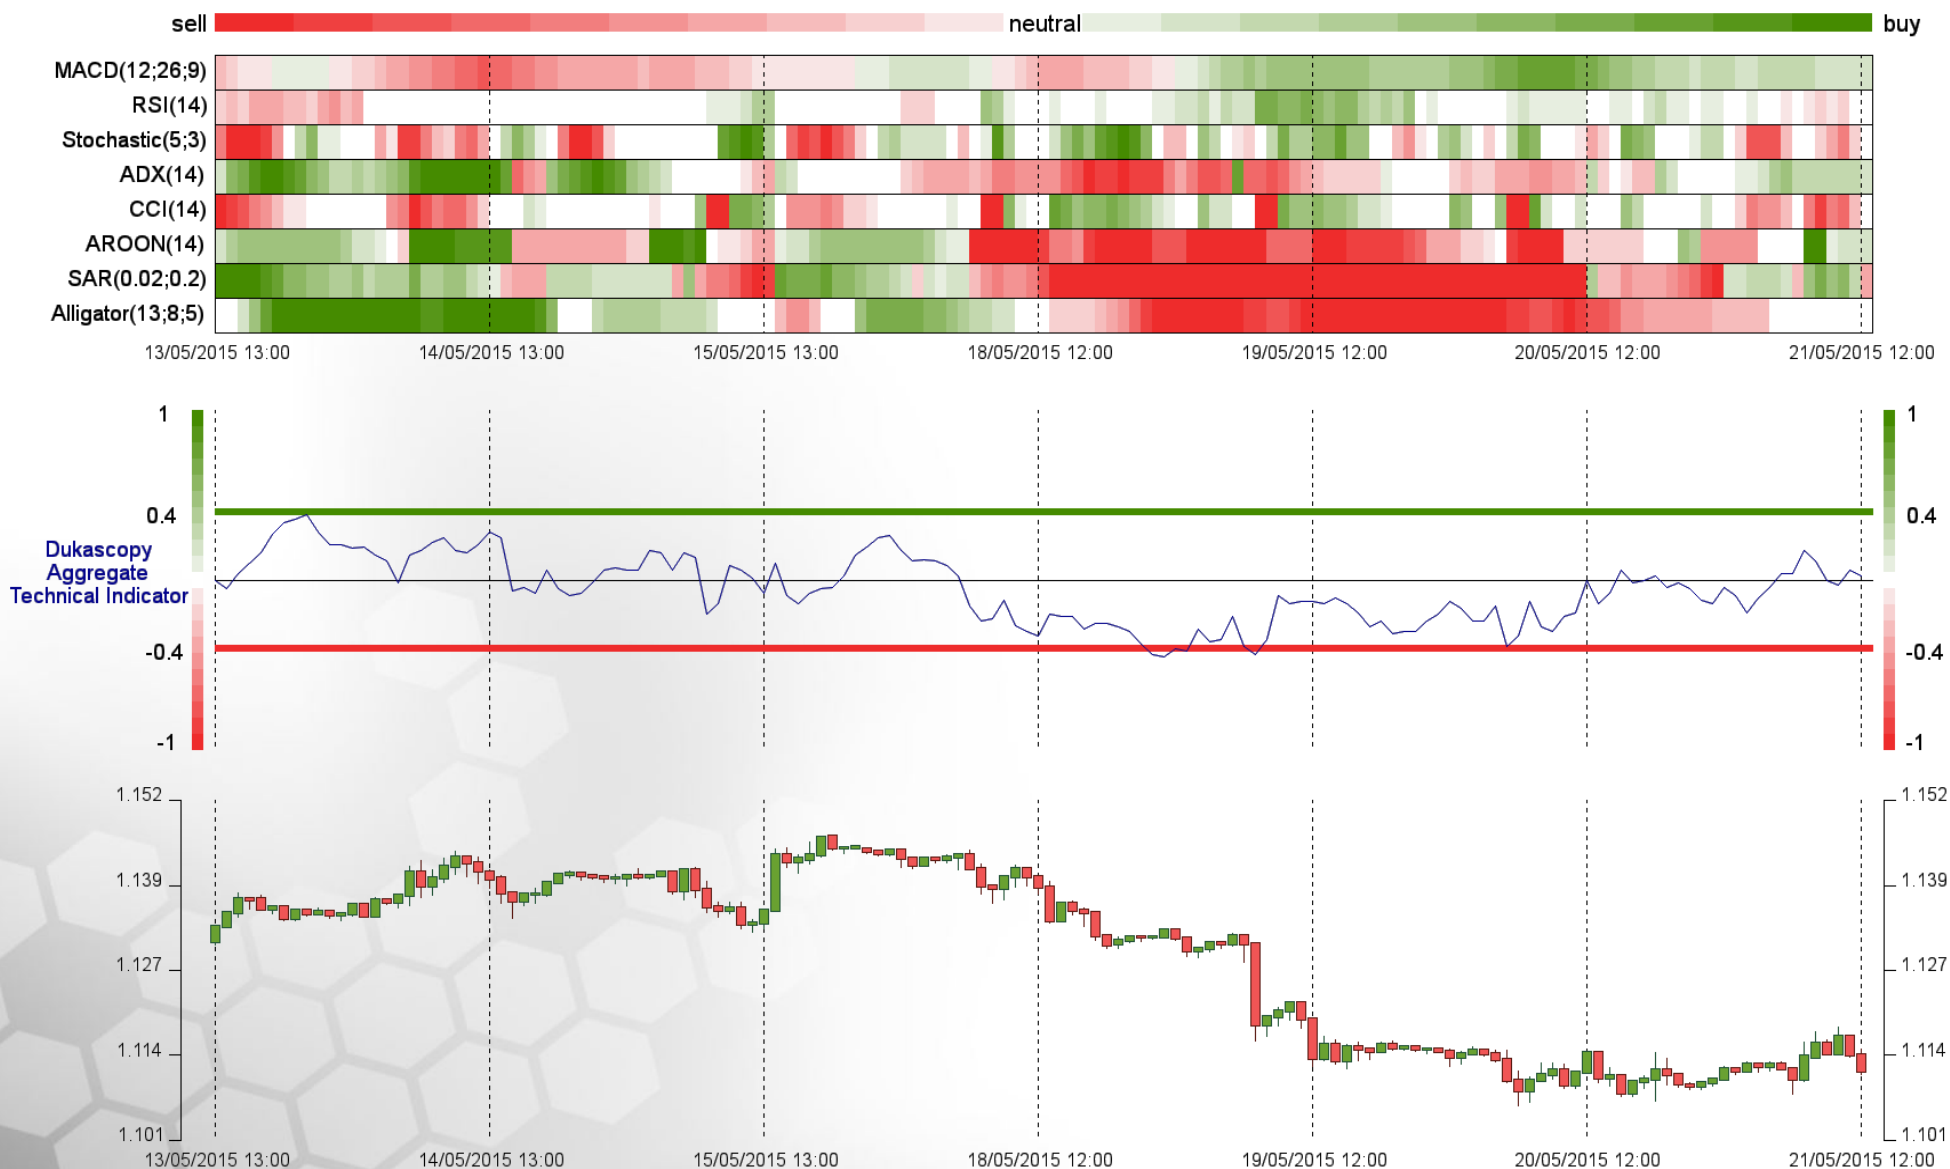 sell neutral buy
MACD(12;26;9)
RSI(14)
Stochastic(5;3)
ADX(14)
CCI(14)
AROON(14)
SAR(0.02;0.2)
Alligator(13;8;5)
13/05/2015 13:00 14/05/2015 13:00 15/05/2015 13:00 18/05/2015 12:00 19/05/2015 12:00 20/05/2015 12:00 21/05/2015 12:00
1 1
0.4 0.4
Dukascopy
Aggregate
Technical Indicator
-0.4 -0.4
-1 -1
1.152 1.152
1.139 1.139
1.127 1.127
1.114 1.114
1.101 1.101
13/05/2015 13:00 14/05/2015 13:00 15/05/2015 13:00 18/05/2015 12:00 19/05/2015 12:00 20/05/2015 12:00 21/05/2015 12:00